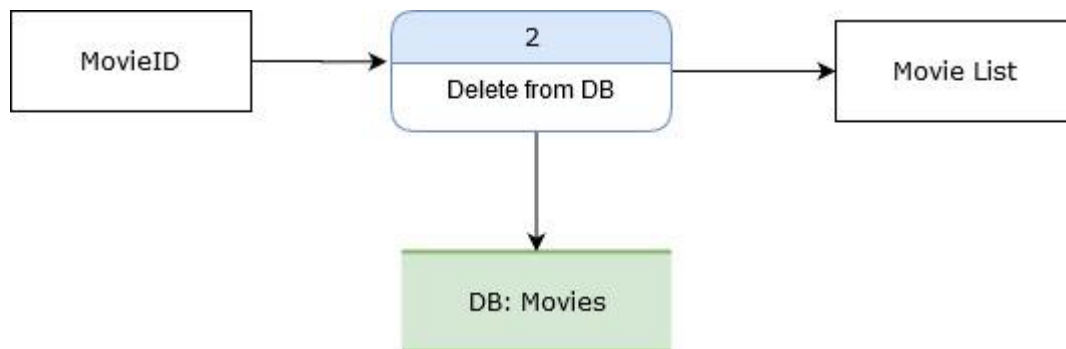 MovieID
2
Delete from DB
Movie List
DB: Movies